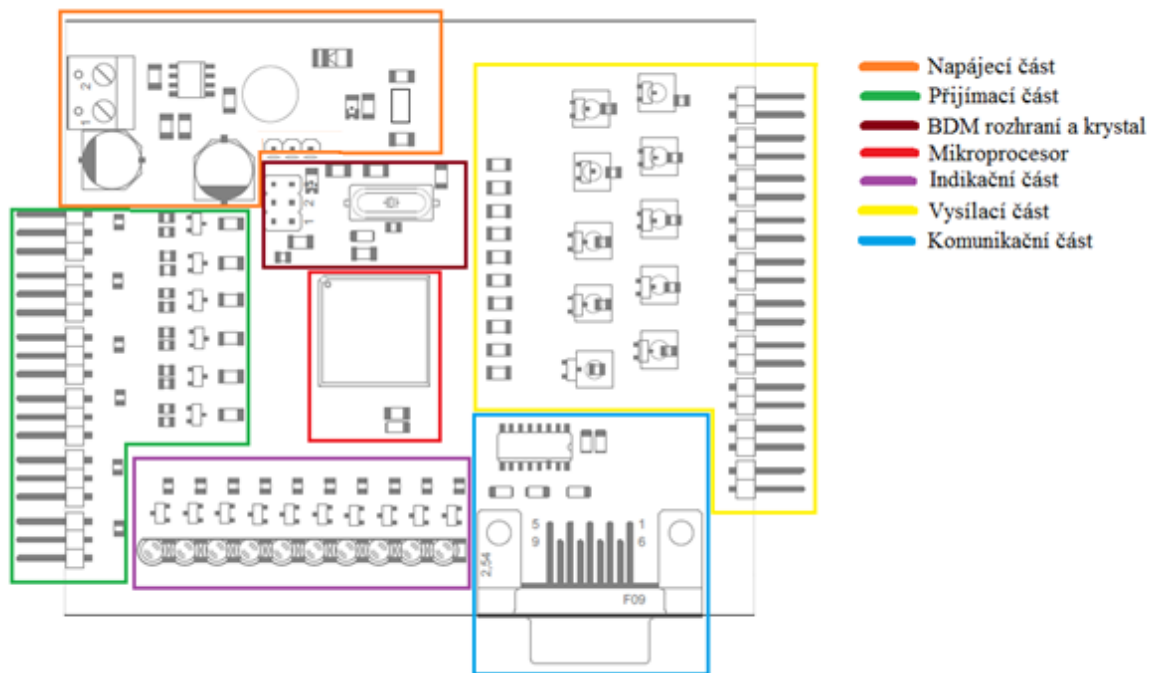 2
1
2
1
Napájecí část
Přijímací část
BDM rozhraní a krystal
Mikroprocesor
Indikační část
Vysílací část
Komunikační část
5 1
9 6
2,54
F09